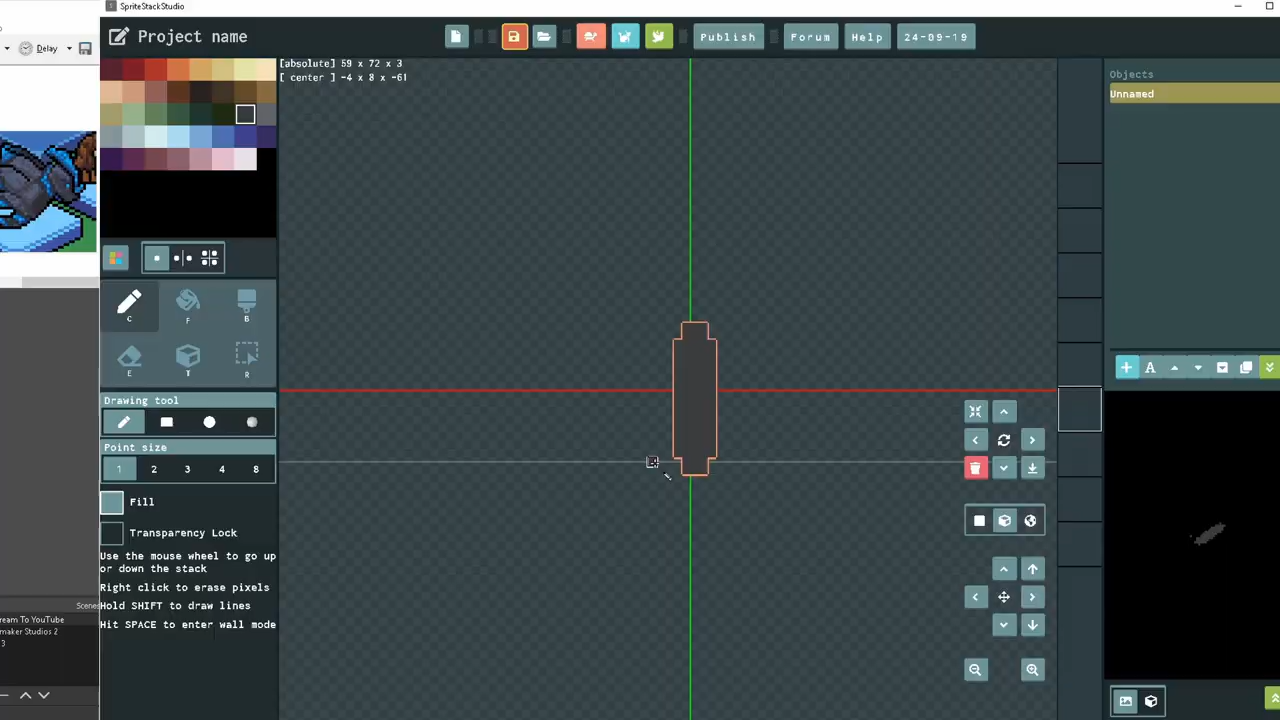 SpriteStackStudio
Delay
Project name
Publish
Forum
Help
24-09-19
[absolute] 59 x 72 x 3
[ center ] -4 x 8 x -61
Objects
Unnamed
C
F
B
E
T
R
A
Drawing tool
Point size
1
2
3
4
8
Fill
Transparency Lock
Use the mouse wheel to go up
or down the stack
Right click to erase pixels
Hold SHIFT to draw lines
Hit SPACE to enter wall mode
Scenes
ream To YouTube
maker Studios 2
3